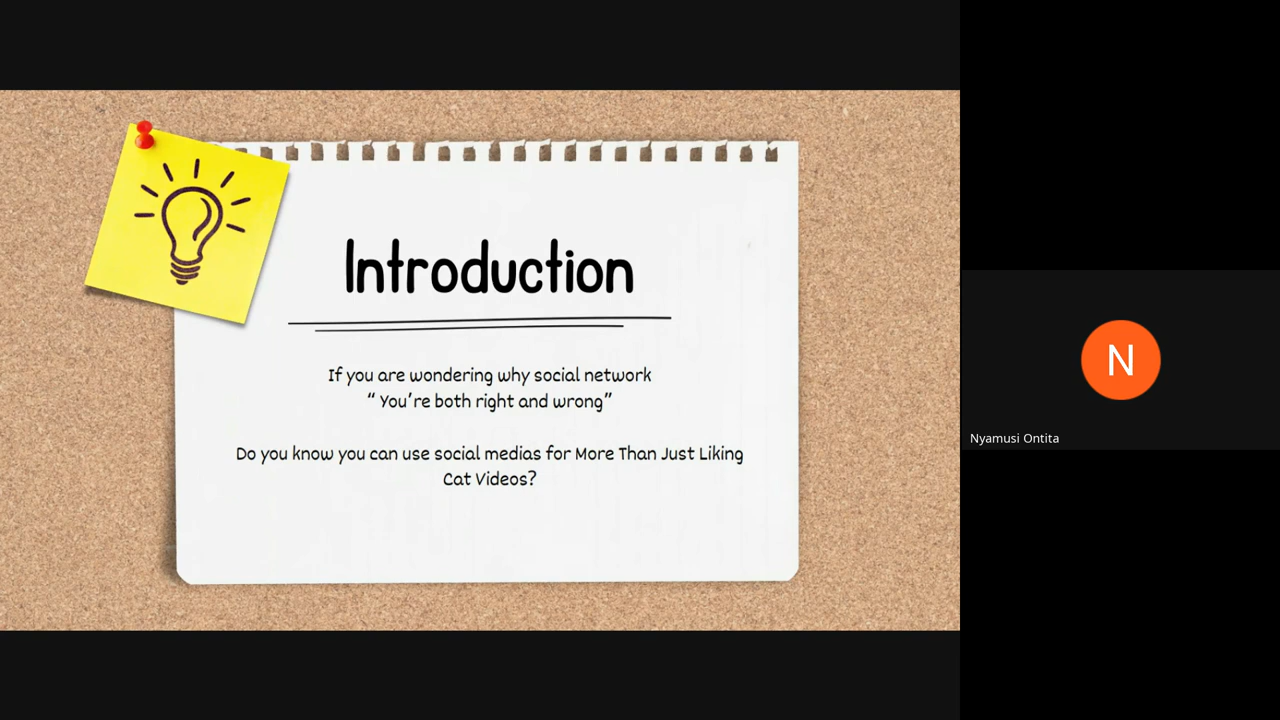 Introduction
If you are wondering why social network
“ You’re both right and wrong”
Do you know you can use social medias for More Than Just Liking
Cat Videos?
N
Nyamusi Ontita